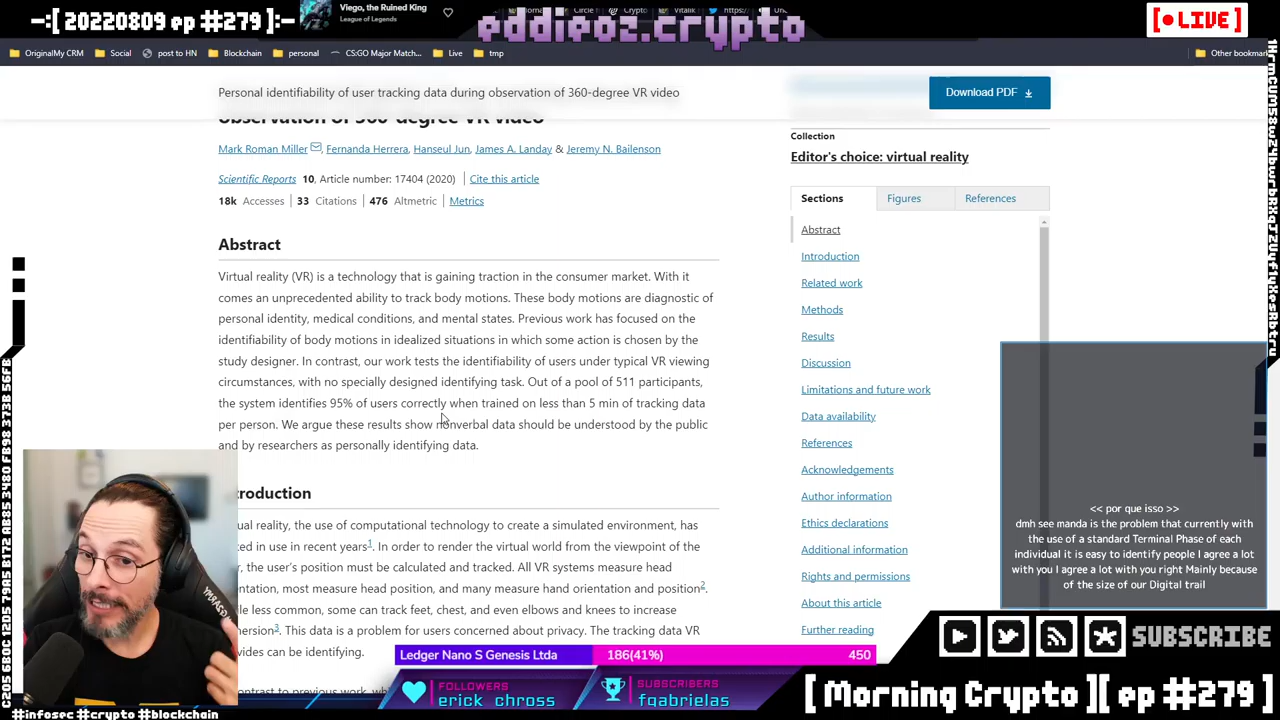 -:[ 20220809 ep #279 ]:-
Viego, the Ruined King
League of Legends
Circle f
Crypto
Vitalik
eddieoz.crypto
[ ● LIVE ]
OriginalMy CRM
Social
post to HN
Blockchain
personal
CS:GO Major Match...
Live
tmp
Other bookmar
Personal identifiability of user tracking data during observation of 360-degree VR video
Download PDF
observation of 360-degree VR video
Mark Roman Miller, Fernanda Herrera, Hanseul Jun, James A. Landay & Jeremy N. Bailenson
Scientific Reports 10, Article number: 17404 (2020) | Cite this article
18k Accesses | 33 Citations | 476 Altmetric | Metrics
Abstract
Virtual reality (VR) is a technology that is gaining traction in the consumer market. With it
comes an unprecedented ability to track body motions. These body motions are diagnostic of
personal identity, medical conditions, and mental states. Previous work has focused on the
identifiability of body motions in idealized situations in which some action is chosen by the
study designer. In contrast, our work tests the identifiability of users under typical VR viewing
circumstances, with no specially designed identifying task. Out of a pool of 511 participants,
the system identifies 95% of users correctly when trained on less than 5 min of tracking data
per person. We argue these results show nonverbal data should be understood by the public
and by researchers as personally identifying data.
troduction
ual reality, the use of computational technology to create a simulated environment, has
ed in use in recent years1. In order to render the virtual world from the viewpoint of the
r, the user's position must be calculated and tracked. All VR systems measure head
entation, most measure head position, and many measure hand orientation and position2.
le less common, some can track feet, chest, and even elbows and knees to increase
ersion3. This data is a problem for users concerned about privacy. The tracking data VR
vides can be identifying.
Collection
Editor's choice: virtual reality
Sections
Figures
References
Abstract
Introduction
Related work
Methods
Results
Discussion
Limitations and future work
Data availability
References
Acknowledgements
Author information
Ethics declarations
Additional information
Rights and permissions
About this article
Further reading
<< por que isso >>
dmh see manda is the problem that currently with
the use of a standard Terminal Phase of each
individual it is easy to identify people I agree a lot
with you I agree a lot with you right Mainly because
of the size of our Digital trail
SUBSCRIBE
Ledger Nano S Genesis Ltda
186(41%)
450
FOLLOWERS
erick_chross
SUBSCRIBERS
fgabrielas
[ Morning Crypto ][ ep #279 ]
#infosec #crypto #blockchain